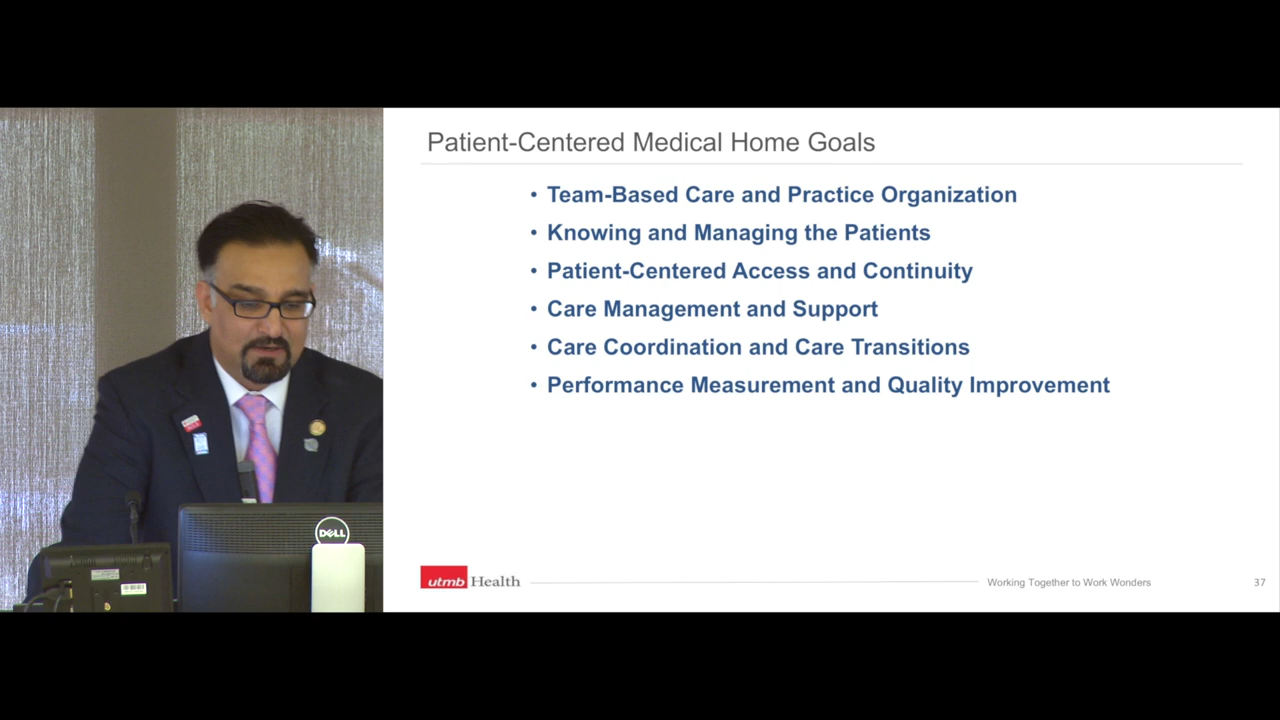 Patient-Centered Medical Home Goals
• Team-Based Care and Practice Organization
• Knowing and Managing the Patients
• Patient-Centered Access and Continuity
• Care Management and Support
• Care Coordination and Care Transitions
• Performance Measurement and Quality Improvement
DELL
utmb Health
Working Together to Work Wonders
37